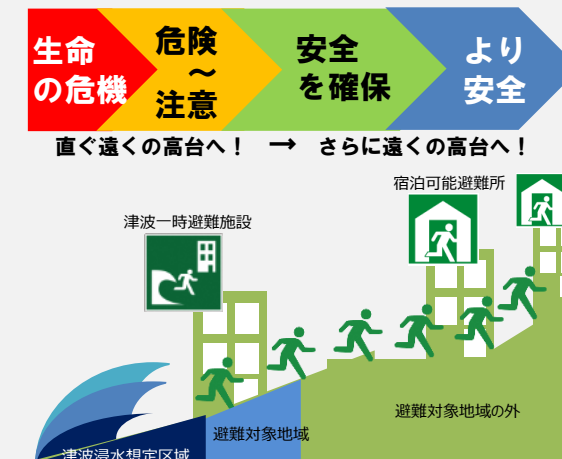 生命
の危機
危険
～
注意
安全
を確保
より
安全
直ぐ遠くの高台へ！ → さらに遠くの高台へ！
宿泊可能避難所
津波一時避難施設
避難対象地域の外
避難対象地域
津波浸水想定区域